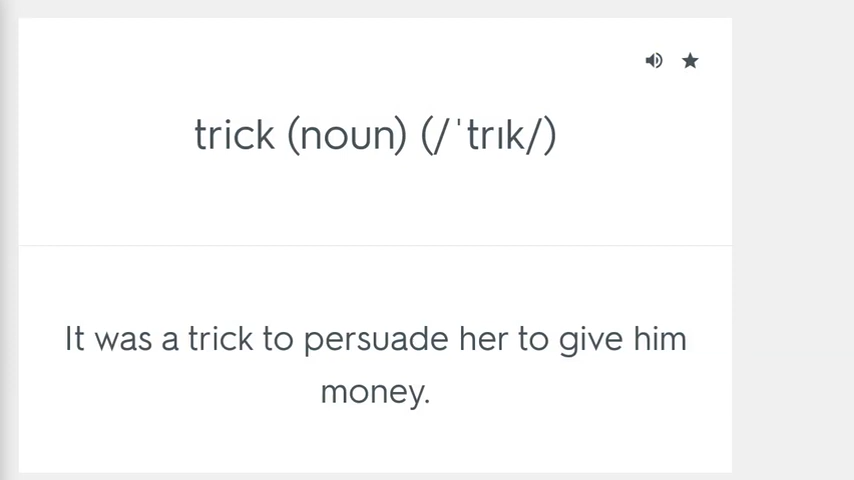 trick (noun) (/ˈtrɪk/)
It was a trick to persuade her to give him
money.